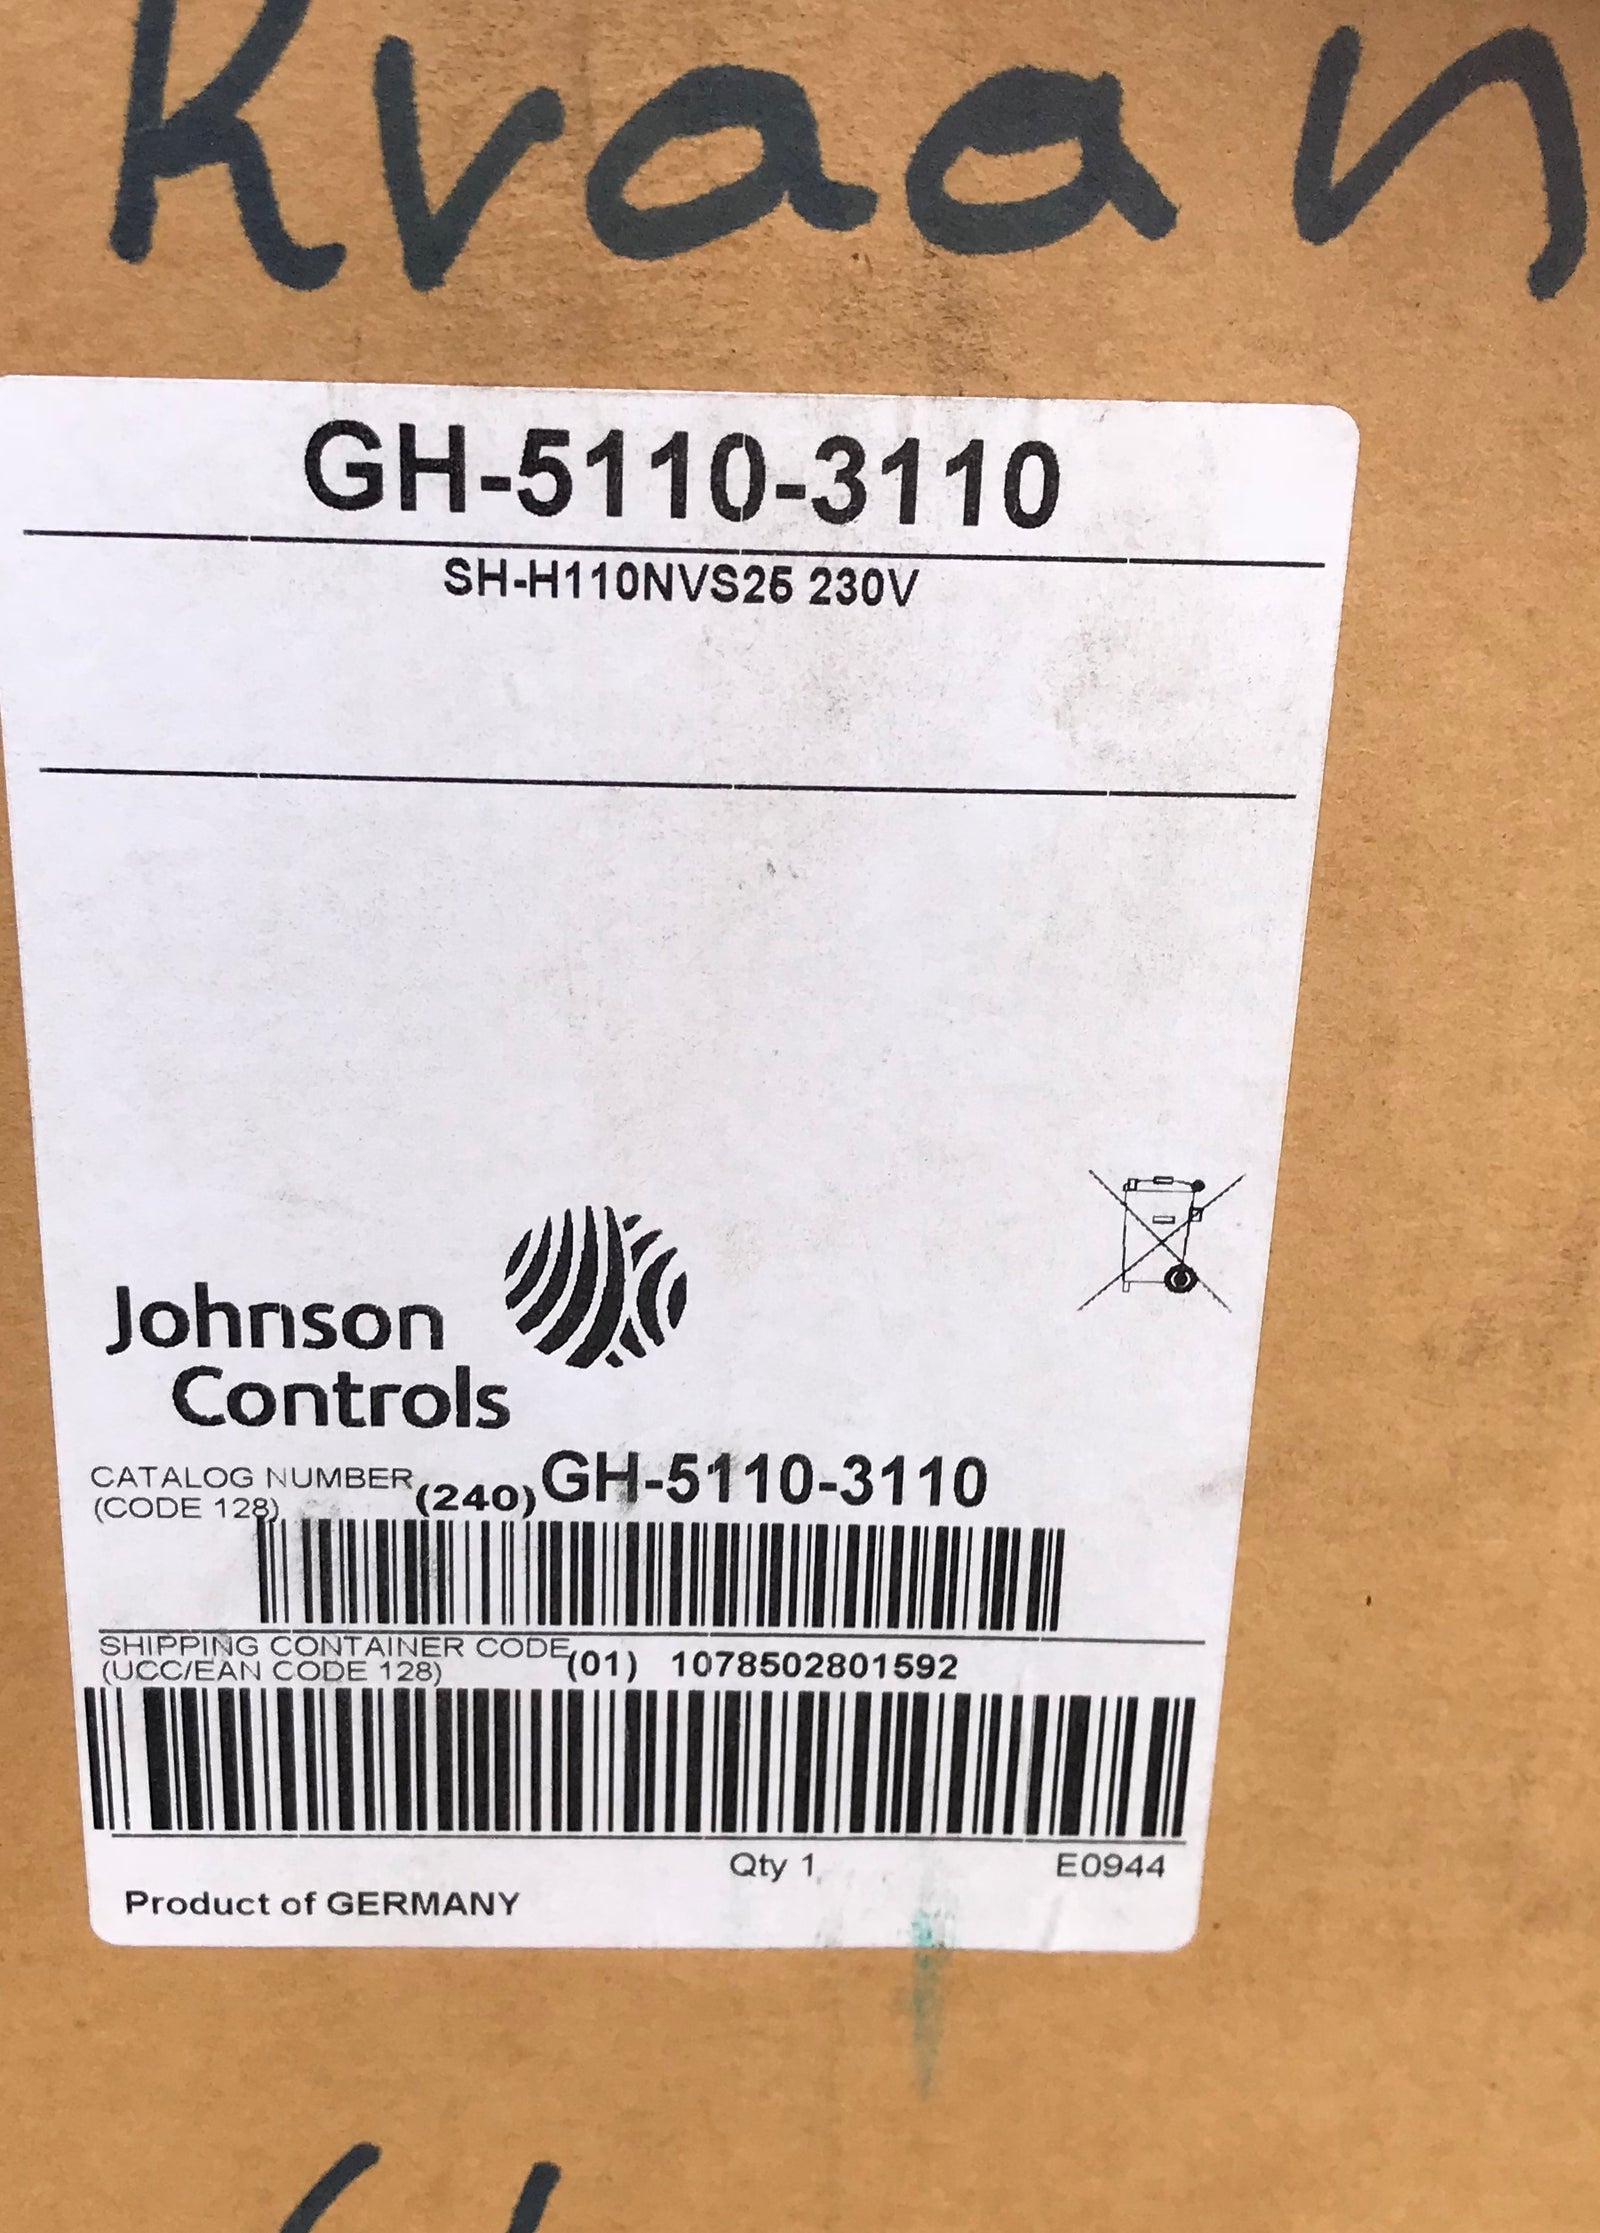 Kraan
GH-5110-3110
SH-H110NVS25 230V
Johnson
Controls
CATALOG NUMBER (240) GH-5110-3110
(CODE 128)
SHIPPING CONTAINER CODE (01) 1078502801592
(UCC/EAN CODE 128)
Qty 1 E0944
Product of GERMANY